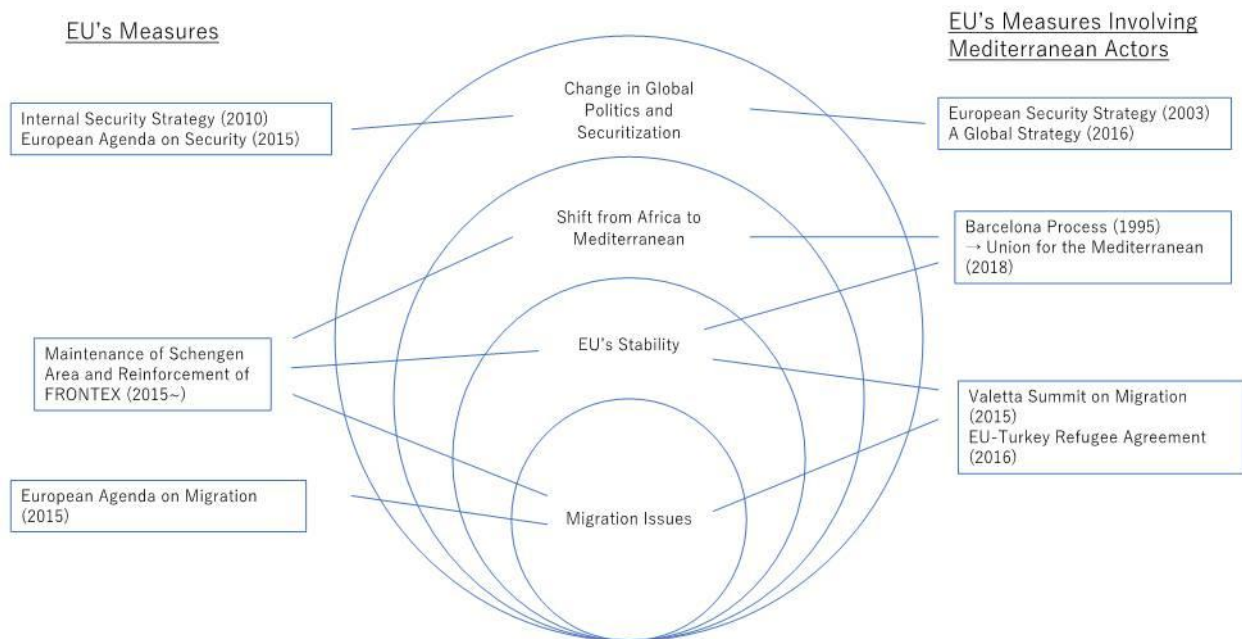 EU's Measures
EU's Measures Involving
Mediterranean Actors
Change in Global
Politics and
Securitization
Internal Security Strategy (2010)
European Agenda on Security (2015)
European Security Strategy (2003)
A Global Strategy (2016)
Shift from Africa to
Mediterranean
Barcelona Process (1995)
→ Union for the Mediterranean
(2018)
Maintenance of Schengen
Area and Reinforcement of
FRONTEX (2015~)
EU's Stability
Valetta Summit on Migration
(2015)
EU-Turkey Refugee Agreement
(2016)
European Agenda on Migration
(2015)
Migration Issues